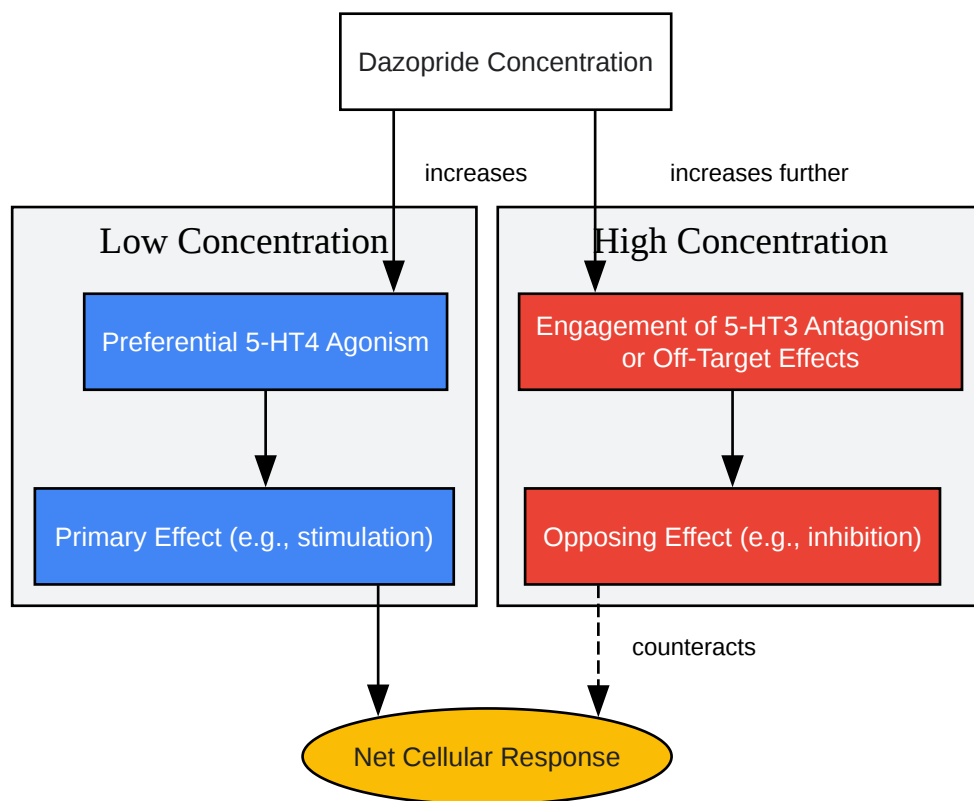 Dazopride Concentration
increases
increases further
Low Concentration
High Concentration
Preferential 5-HT4 Agonism
Engagement of 5-HT3 Antagonism
or Off-Target Effects
Primary Effect (e.g., stimulation)
Opposing Effect (e.g., inhibition)
counteracts
Net Cellular Response